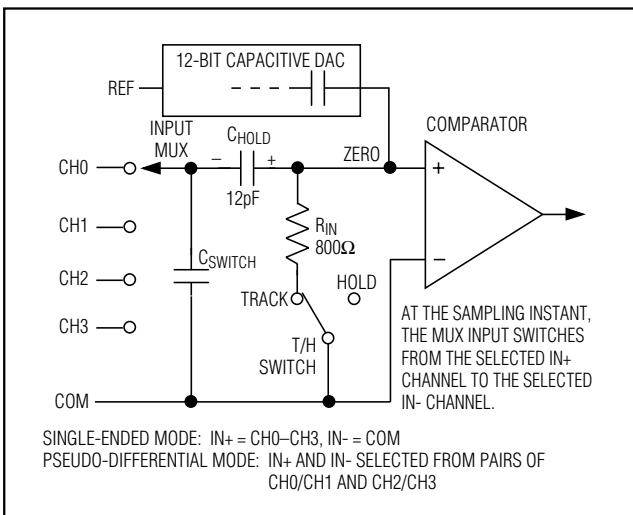 12-BIT CAPACITIVE DAC
REF
INPUT
MUX
CHOLD
COMPARATOR
CH0
– +
ZERO
+
12pF
RIN
800Ω
CH1
CSWITCH
–
HOLD
CH2
TRACK
CH3
T/H
SWITCH
AT THE SAMPLING INSTANT,
THE MUX INPUT SWITCHES
FROM THE SELECTED IN+
CHANNEL TO THE SELECTED
IN- CHANNEL.
COM
SINGLE-ENDED MODE: IN+ = CH0–CH3, IN- = COM
PSEUDO-DIFFERENTIAL MODE: IN+ AND IN- SELECTED FROM PAIRS OF
CH0/CH1 AND CH2/CH3